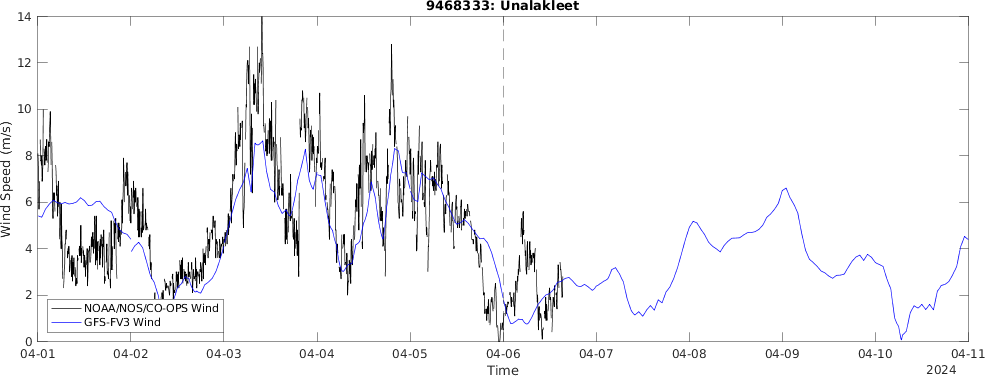 9468333: Unalakleet
Wind Speed (m/s)
14
12
10
8
6
4
2
0
NOAA/NOS/CO-OPS Wind
GFS-FV3 Wind
04-01 04-02 04-03 04-04 04-05 04-06 04-07 04-08 04-09 04-10 04-11
Time
2024